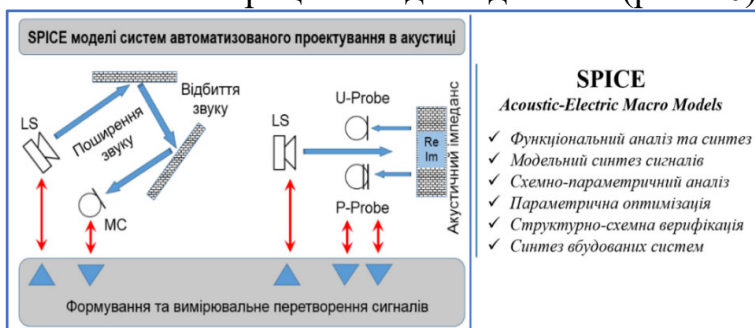 SPICE моделі систем автоматизованого проектування в акустиці
LS
Поширення
звуку
Відбиття
звуку
MC
LS
U-Probe
Re
Im
P-Probe
Акустичний імпеданс
Формування та вимірювальне перетворення сигналів
SPICE
Acoustic-Electric Macro Models
✓ Функціональний аналіз та синтез
✓ Модельний синтез сигналів
✓ Схемно-параметричний аналіз
✓ Параметрична оптимізація
✓ Структурно-схемна верифікація
✓ Синтез вбудованих систем